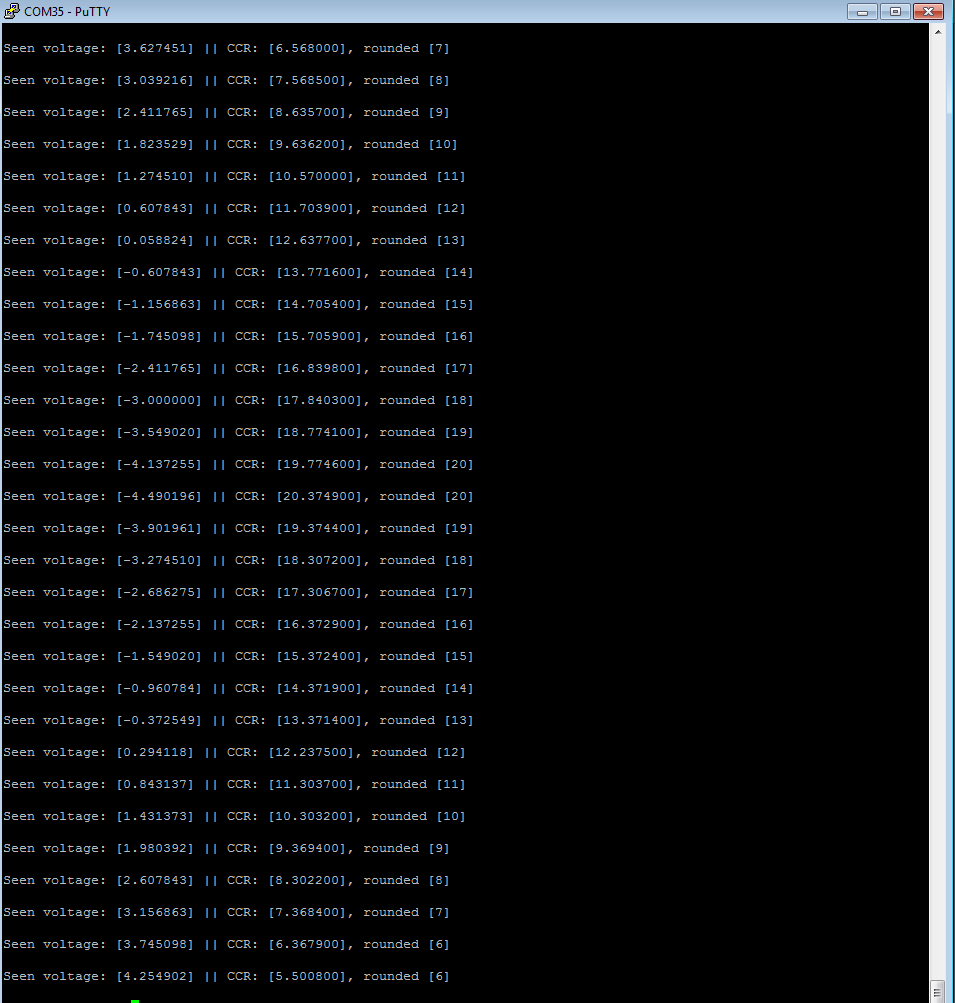 COM35 - PuTTY
Seen voltage: [3.627451] || CCR: [6.568000], rounded [7]
Seen voltage: [3.039216] || CCR: [7.568500], rounded [8]
Seen voltage: [2.411765] || CCR: [8.635700], rounded [9]
Seen voltage: [1.823529] || CCR: [9.636200], rounded [10]
Seen voltage: [1.274510] || CCR: [10.570000], rounded [11]
Seen voltage: [0.607843] || CCR: [11.703900], rounded [12]
Seen voltage: [0.058824] || CCR: [12.637700], rounded [13]
Seen voltage: [-0.607843] || CCR: [13.771600], rounded [14]
Seen voltage: [-1.156863] || CCR: [14.705400], rounded [15]
Seen voltage: [-1.745098] || CCR: [15.705900], rounded [16]
Seen voltage: [-2.411765] || CCR: [16.839800], rounded [17]
Seen voltage: [-3.000000] || CCR: [17.840300], rounded [18]
Seen voltage: [-3.549020] || CCR: [18.774100], rounded [19]
Seen voltage: [-4.137255] || CCR: [19.774600], rounded [20]
Seen voltage: [-4.490196] || CCR: [20.374900], rounded [20]
Seen voltage: [-3.901961] || CCR: [19.374400], rounded [19]
Seen voltage: [-3.274510] || CCR: [18.307200], rounded [18]
Seen voltage: [-2.686275] || CCR: [17.306700], rounded [17]
Seen voltage: [-2.137255] || CCR: [16.372900], rounded [16]
Seen voltage: [-1.549020] || CCR: [15.372400], rounded [15]
Seen voltage: [-0.960784] || CCR: [14.371900], rounded [14]
Seen voltage: [-0.372549] || CCR: [13.371400], rounded [13]
Seen voltage: [0.294118] || CCR: [12.237500], rounded [12]
Seen voltage: [0.843137] || CCR: [11.303700], rounded [11]
Seen voltage: [1.431373] || CCR: [10.303200], rounded [10]
Seen voltage: [1.980392] || CCR: [9.369400], rounded [9]
Seen voltage: [2.607843] || CCR: [8.302200], rounded [8]
Seen voltage: [3.156863] || CCR: [7.368400], rounded [7]
Seen voltage: [3.745098] || CCR: [6.367900], rounded [6]
Seen voltage: [4.254902] || CCR: [5.500800], rounded [6]